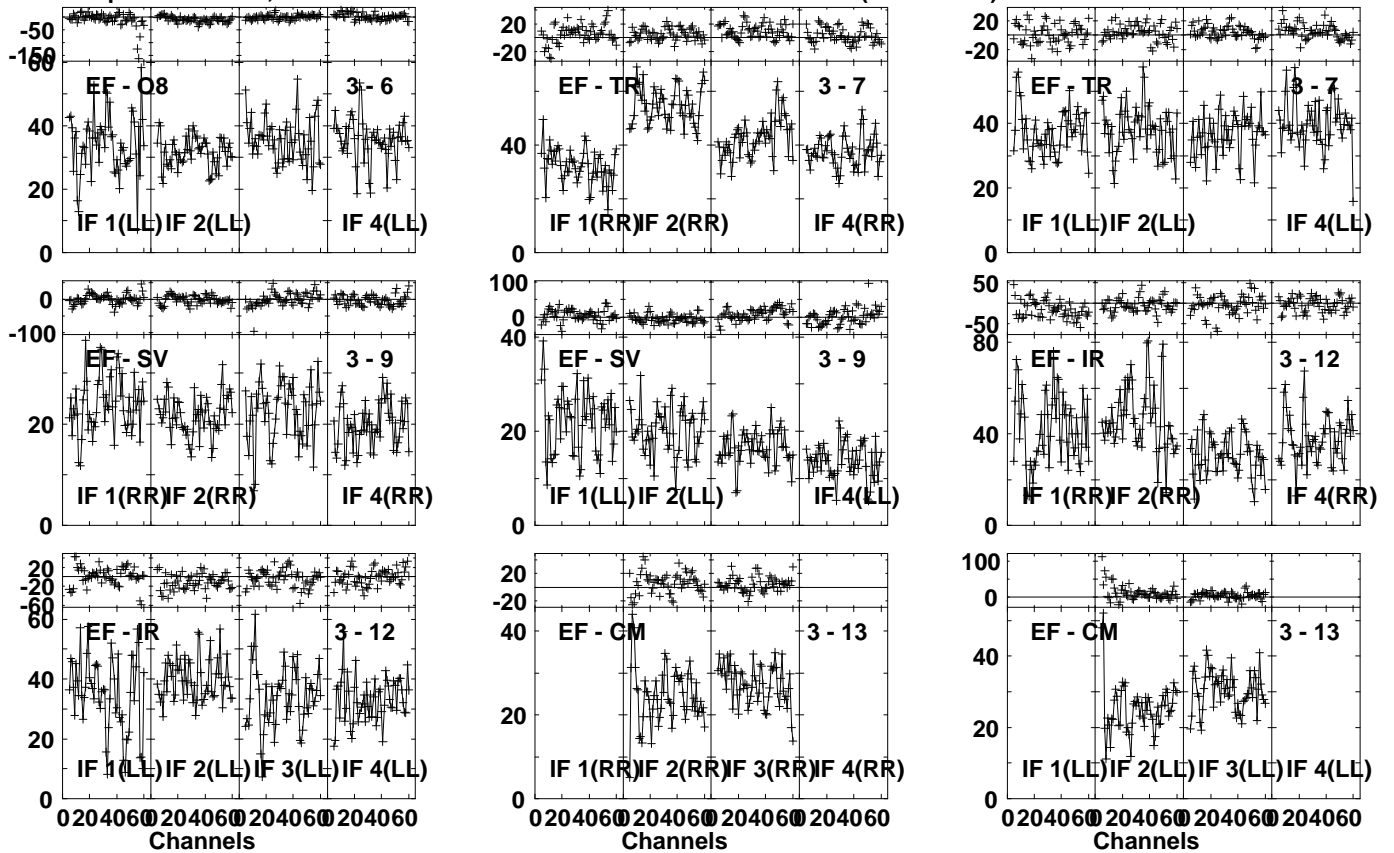 -50
-150
20
-20
20
-20
60
40
20
0
EF - O8 3 - 6
IF 1(LL) IF 2(LL) IF 4(LL)
40
0
EF - TR 3 - 7
IF 1(RR) IF 2(RR) IF 4(RR)
40
20
0
EF - TR 3 - 7
IF 1(LL) IF 2(LL) IF 4(LL)
0
-100
20
0
EF - SV 3 - 9
IF 1(RR) IF 2(RR) IF 4(RR)
100
0
40
20
0
EF - SV 3 - 9
IF 1(LL) IF 2(LL) IF 4(LL)
50
-50
80
40
0
EF - IR 3 - 12
IF 1(RR) IF 2(RR) IF 4(RR)
20
-20
-60
60
40
20
0
EF - IR 3 - 12
IF 1(LL) IF 2(LL) IF 3(LL) IF 4(LL)
20
-20
40
20
0
EF - CM 3 - 13
IF 1(RR) IF 2(RR) IF 3(RR) IF 4(RR)
100
0
40
20
0
EF - CM 3 - 13
IF 1(LL) IF 2(LL) IF 3(LL) IF 4(LL)
0 20 40 60 0 20 40 60 0 20 40 60 0 20 40 60
0 20 40 60 0 20 40 60 0 20 40 60 0 20 40 60
0 20 40 60 0 20 40 60 0 20 40 60 0 20 40 60
Channels Channels Channels